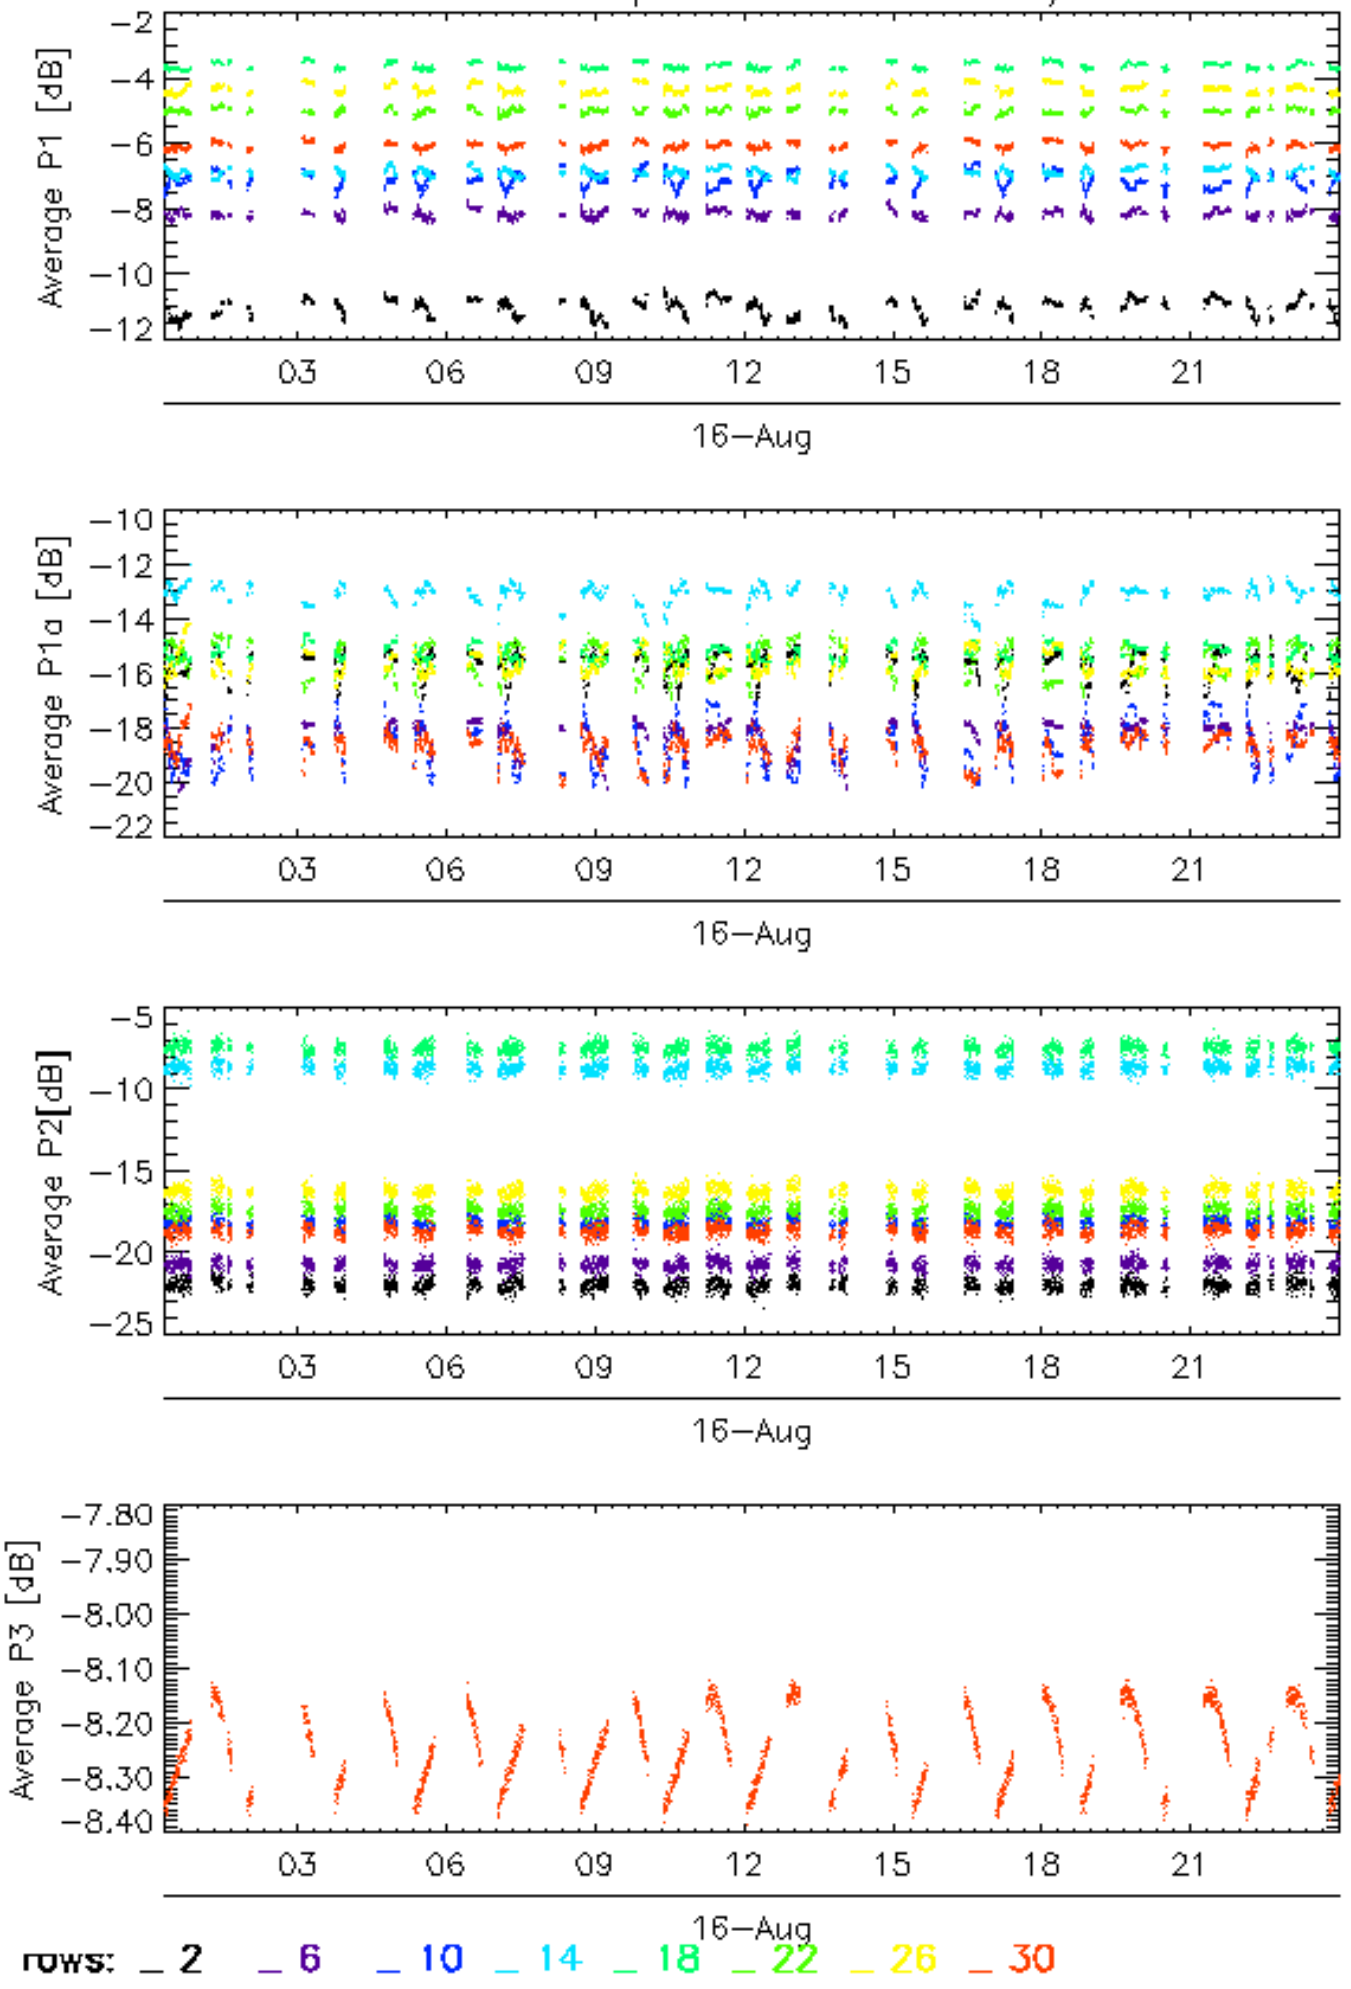 Average P1 [dB]
−2
−4
−6
−8
−10
−12
03 06 09 12 15 18 21
16−Aug
Average P1a [dB]
−10
−12
−14
−16
−18
−20
−22
03 06 09 12 15 18 21
16−Aug
Average P2[dB]
−5
−10
−15
−20
−25
03 06 09 12 15 18 21
16−Aug
Average P3 [dB]
−7.80
−7.90
−8.00
−8.10
−8.20
−8.30
−8.40
03 06 09 12 15 18 21
16−Aug
rows: _ 2 _ 6 _ 10 _ 14 _ 18 _ 22 _ 26 _ 30